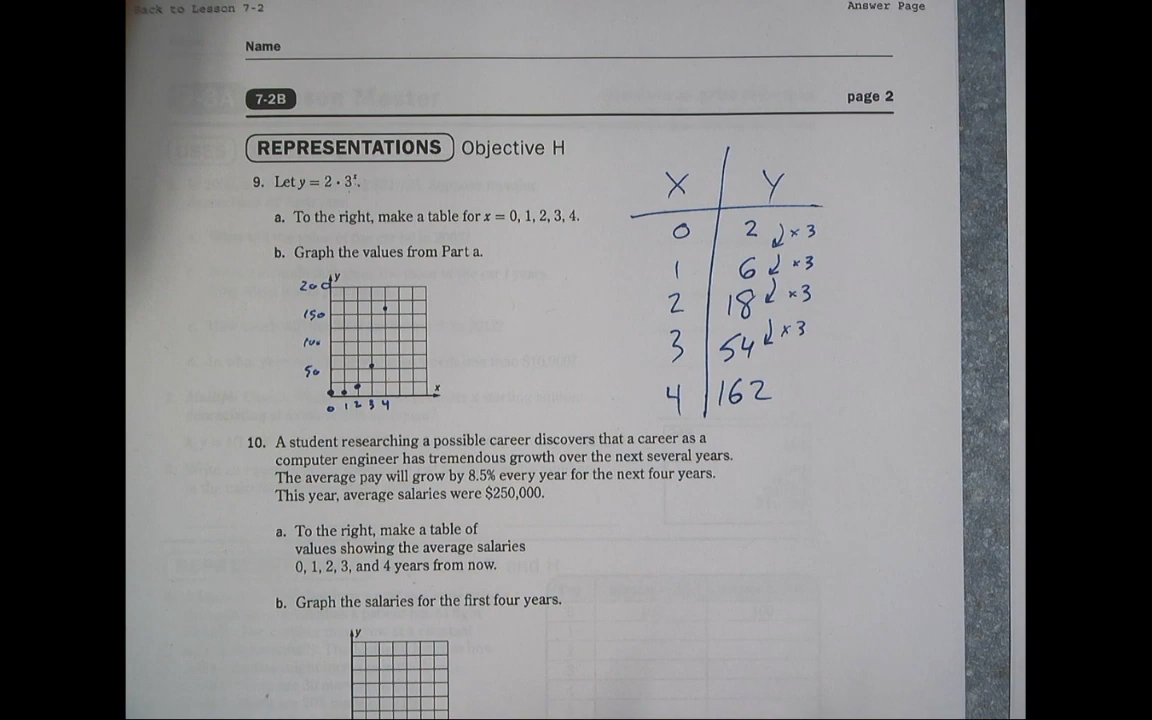 Back to Lesson 7-2
Answer Page
Name
7-2B
page 2
REPRESENTATIONS Objective H
9. Let y = 2 · 3ˣ.
a. To the right, make a table for x = 0, 1, 2, 3, 4.
b. Graph the values from Part a.
X Y
0 2 ×3
1 6 ×3
2 18 ×3
3 54 ×3
4 162
y
200
150
100
50
x
0 1 2 3 4
10. A student researching a possible career discovers that a career as a
computer engineer has tremendous growth over the next several years.
The average pay will grow by 8.5% every year for the next four years.
This year, average salaries were $250,000.
a. To the right, make a table of
values showing the average salaries
0, 1, 2, 3, and 4 years from now.
b. Graph the salaries for the first four years.
y